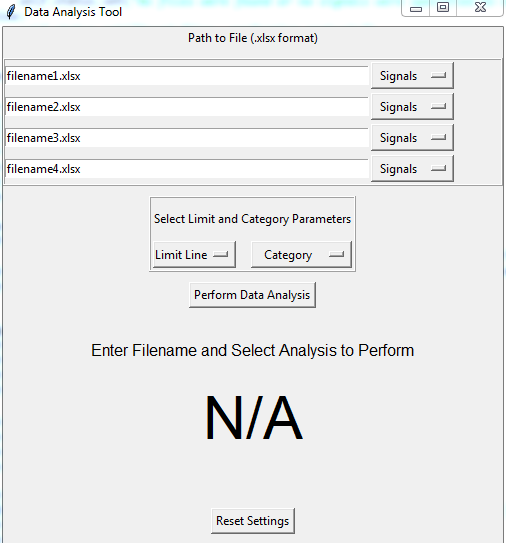 Data Analysis Tool
Path to File (.xlsx format)
filename1.xlsx Signals
filename2.xlsx Signals
filename3.xlsx Signals
filename4.xlsx Signals
Select Limit and Category Parameters
Limit Line Category
Perform Data Analysis
Enter Filename and Select Analysis to Perform
N/A
Reset Settings